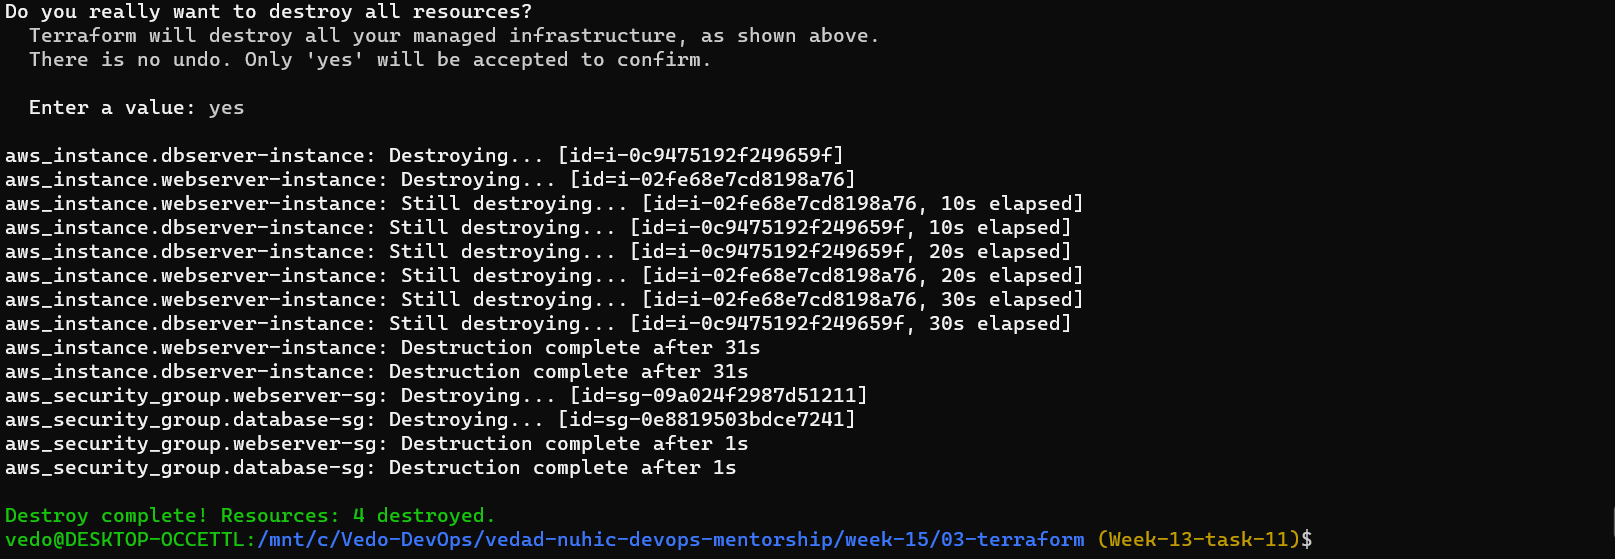 Do you really want to destroy all resources?
  Terraform will destroy all your managed infrastructure, as shown above.
  There is no undo. Only 'yes' will be accepted to confirm.

  Enter a value: yes

aws_instance.dbserver-instance: Destroying... [id=i-0c9475192f249659f]
aws_instance.webserver-instance: Destroying... [id=i-02fe68e7cd8198a76]
aws_instance.webserver-instance: Still destroying... [id=i-02fe68e7cd8198a76, 10s elapsed]
aws_instance.dbserver-instance: Still destroying... [id=i-0c9475192f249659f, 10s elapsed]
aws_instance.dbserver-instance: Still destroying... [id=i-0c9475192f249659f, 20s elapsed]
aws_instance.webserver-instance: Still destroying... [id=i-02fe68e7cd8198a76, 20s elapsed]
aws_instance.webserver-instance: Still destroying... [id=i-02fe68e7cd8198a76, 30s elapsed]
aws_instance.dbserver-instance: Still destroying... [id=i-0c9475192f249659f, 30s elapsed]
aws_instance.webserver-instance: Destruction complete after 31s
aws_instance.dbserver-instance: Destruction complete after 31s
aws_security_group.webserver-sg: Destroying... [id=sg-09a024f2987d51211]
aws_security_group.database-sg: Destroying... [id=sg-0e8819503bdce7241]
aws_security_group.webserver-sg: Destruction complete after 1s
aws_security_group.database-sg: Destruction complete after 1s

Destroy complete! Resources: 4 destroyed.
vedo@DESKTOP-OCCETTL:/mnt/c/Vedo-DevOps/vedad-nuhic-devops-mentorship/week-15/03-terraform (Week-13-task-11)$